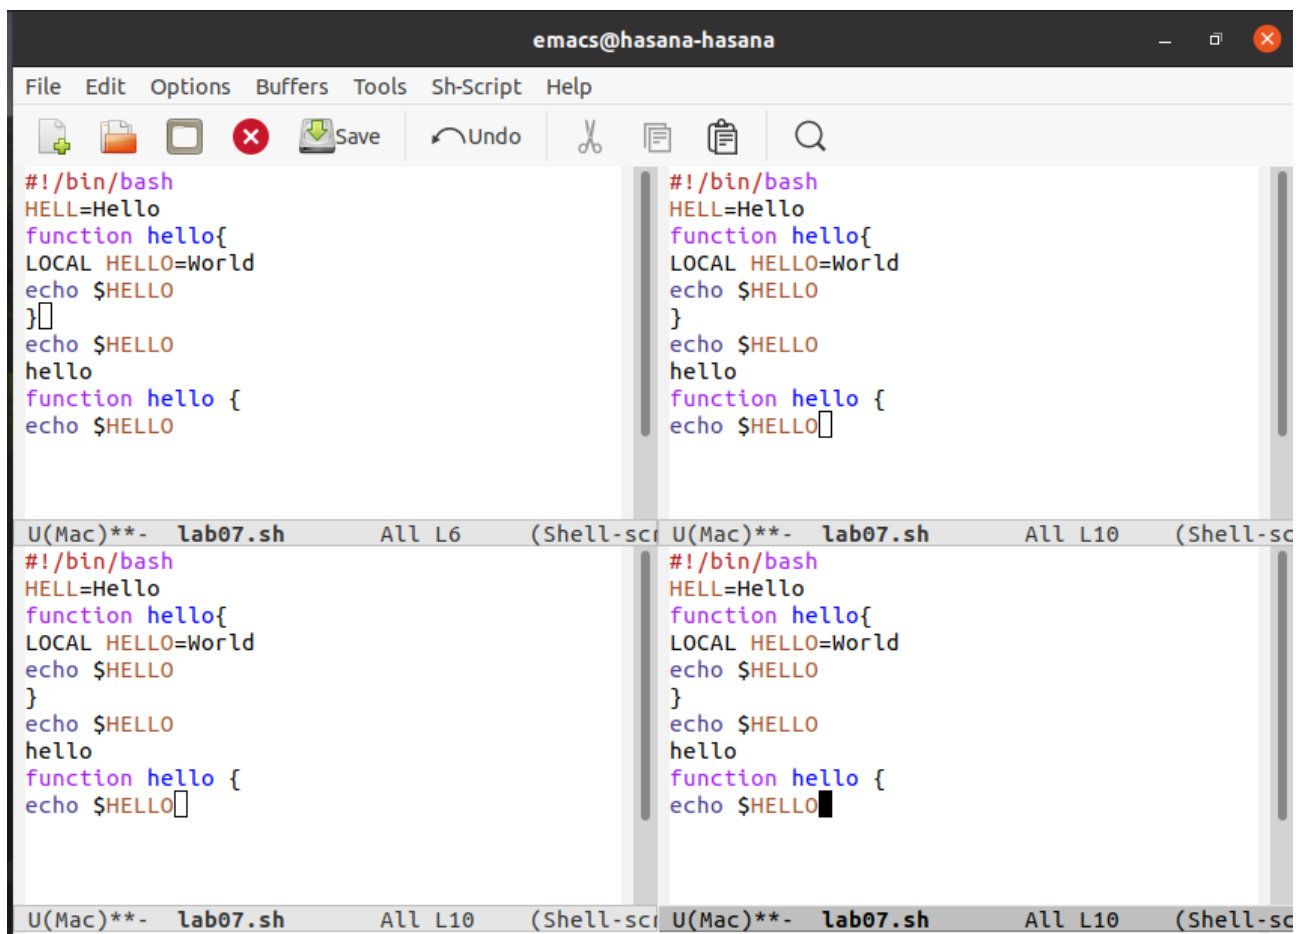 emacs@hasana-hasana
File Edit Options Buffers Tools Sh-Script Help
Save Undo
#!/bin/bash
HELL=Hello
function hello{
LOCAL HELLO=World
echo $HELLO
}
echo $HELLO
hello
function hello {
echo $HELLO
U(Mac)**- lab07.sh All L6 (Shell-scr
#!/bin/bash
HELL=Hello
function hello{
LOCAL HELLO=World
echo $HELLO
}
echo $HELLO
hello
function hello {
echo $HELLO
U(Mac)**- lab07.sh All L10 (Shell-sc
#!/bin/bash
HELL=Hello
function hello{
LOCAL HELLO=World
echo $HELLO
}
echo $HELLO
hello
function hello {
echo $HELLO
U(Mac)**- lab07.sh All L10 (Shell-scr
#!/bin/bash
HELL=Hello
function hello{
LOCAL HELLO=World
echo $HELLO
}
echo $HELLO
hello
function hello {
echo $HELLO
U(Mac)**- lab07.sh All L10 (Shell-sc